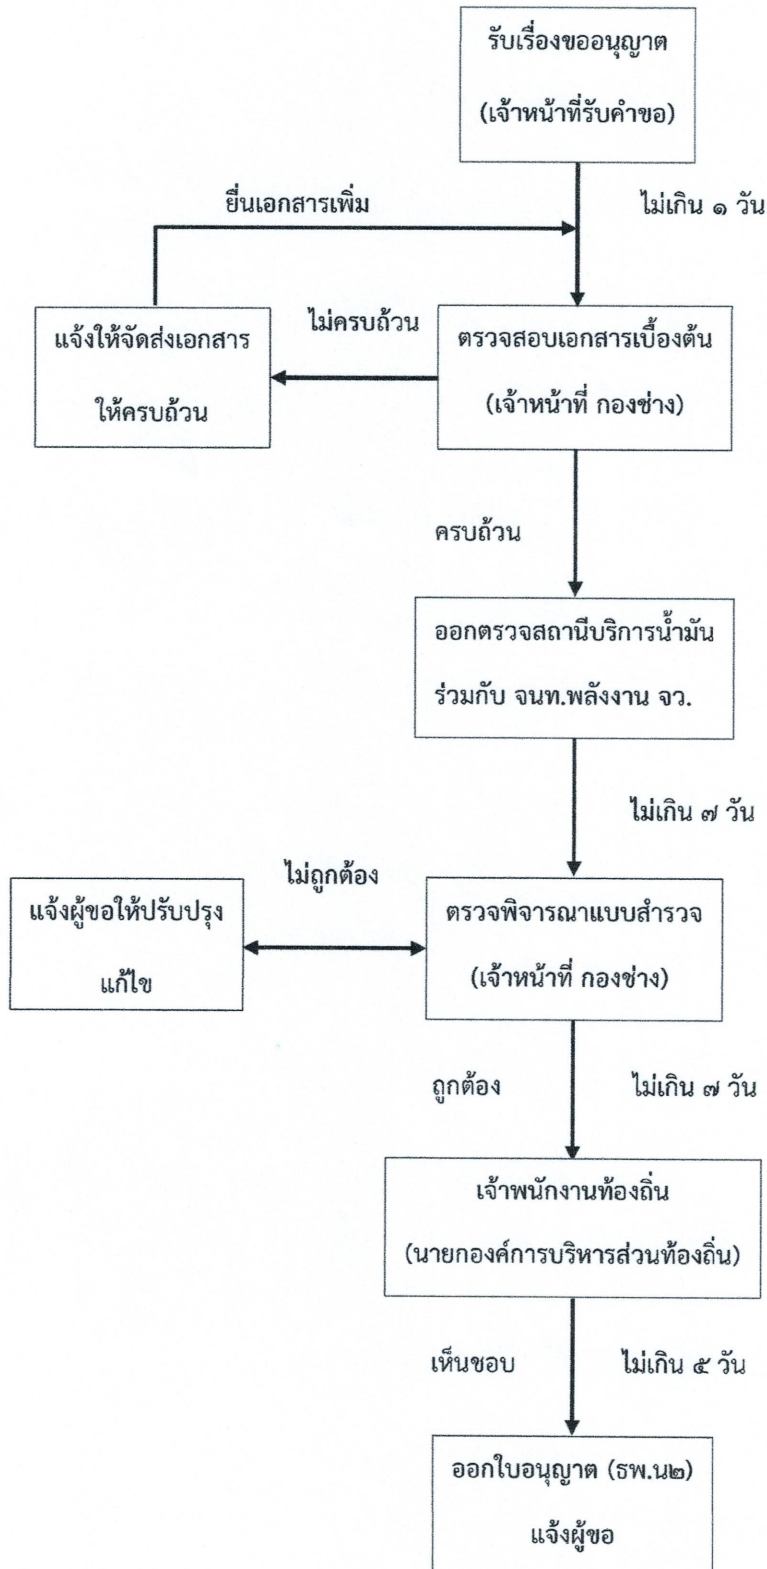 รับเรื่องขออนุญาต
(เจ้าหน้าที่รับคำขอ)
ยื่นเอกสารเพิ่ม
ไม่เกิน ๑ วัน
แจ้งให้จัดส่งเอกสาร
ให้ครบถ้วน
ไม่ครบถ้วน
ตรวจสอบเอกสารเบื้องต้น
(เจ้าหน้าที่ กองช่าง)
ครบถ้วน
ออกตรวจสถานีบริการน้ำมัน
ร่วมกับ จนท.พลังงาน จว.
ไม่เกิน ๗ วัน
แจ้งผู้ขอให้ปรับปรุง
แก้ไข
ไม่ถูกต้อง
ตรวจพิจารณาแบบสำรวจ
(เจ้าหน้าที่ กองช่าง)
ถูกต้อง
ไม่เกิน ๗ วัน
เจ้าพนักงานท้องถิ่น
(นายกองค์การบริหารส่วนท้องถิ่น)
เห็นชอบ
ไม่เกิน ๕ วัน
ออกใบอนุญาต (ธพ.น๒)
แจ้งผู้ขอ